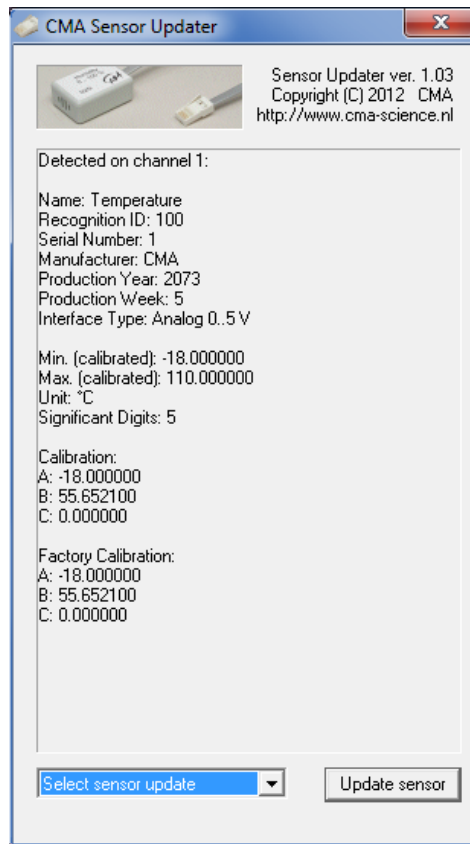 CMA Sensor Updater
Sensor Updater ver. 1.03
Copyright (C) 2012 CMA
http://www.cma-science.nl
Detected on channel 1:
Name: Temperature
Recognition ID: 100
Serial Number: 1
Manufacturer: CMA
Production Year: 2073
Production Week: 5
Interface Type: Analog 0..5 V
Min. (calibrated): -18.000000
Max. (calibrated): 110.000000
Unit: °C
Significant Digits: 5
Calibration:
A: -18.000000
B: 55.652100
C: 0.000000
Factory Calibration:
A: -18.000000
B: 55.652100
C: 0.000000
Select sensor update
Update sensor